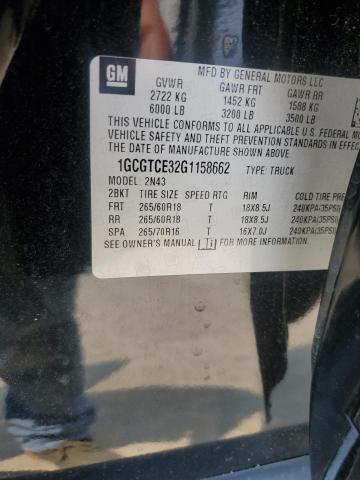 GM
MFD BY GENERAL MOTORS LLC
GVWR GAWR FRT GAWR RR
2722 KG 1452 KG 1588 KG
6000 LB 3200 LB 3500 LB
THIS VEHICLE CONFORMS TO ALL APPLICABLE U.S. FEDERAL MOTOR
VEHICLE SAFETY AND THEFT PREVENTION STANDARDS IN EFFECT
THE DATE OF MANUFACTURE SHOWN ABOVE.
1GCGTCE32G1158662 TYPE: TRUCK
MODEL: 2N43
2BKT TIRE SIZE SPEED RTG RIM COLD TIRE PRE
FRT 265/60R18 T 18X8.5J 240KPA(35PSI)
RR 265/60R18 T 18X8.5J 240KPA(35PSI)
SPA 265/70R16 T 16X7.0J 240KPA(35PSI)
SEE OWNER'S MANUAL i